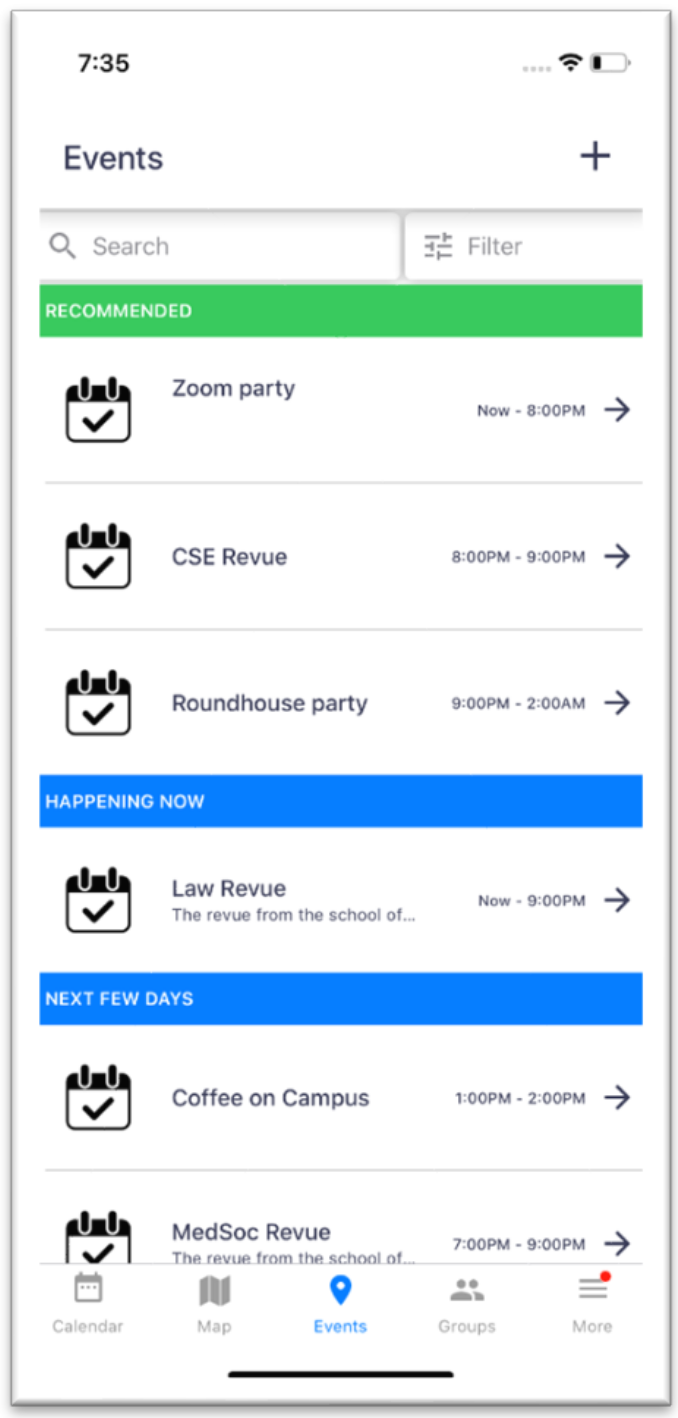 7:35
Events
Search
Filter
RECOMMENDED
Zoom party
Now - 8:00PM
CSE Revue
8:00PM - 9:00PM
Roundhouse party
9:00PM - 2:00AM
HAPPENING NOW
Law Revue
The revue from the school of...
Now - 9:00PM
NEXT FEW DAYS
Coffee on Campus
1:00PM - 2:00PM
MedSoc Revue
The revue from the school of...
7:00PM - 9:00PM
Calendar
Map
Events
Groups
More